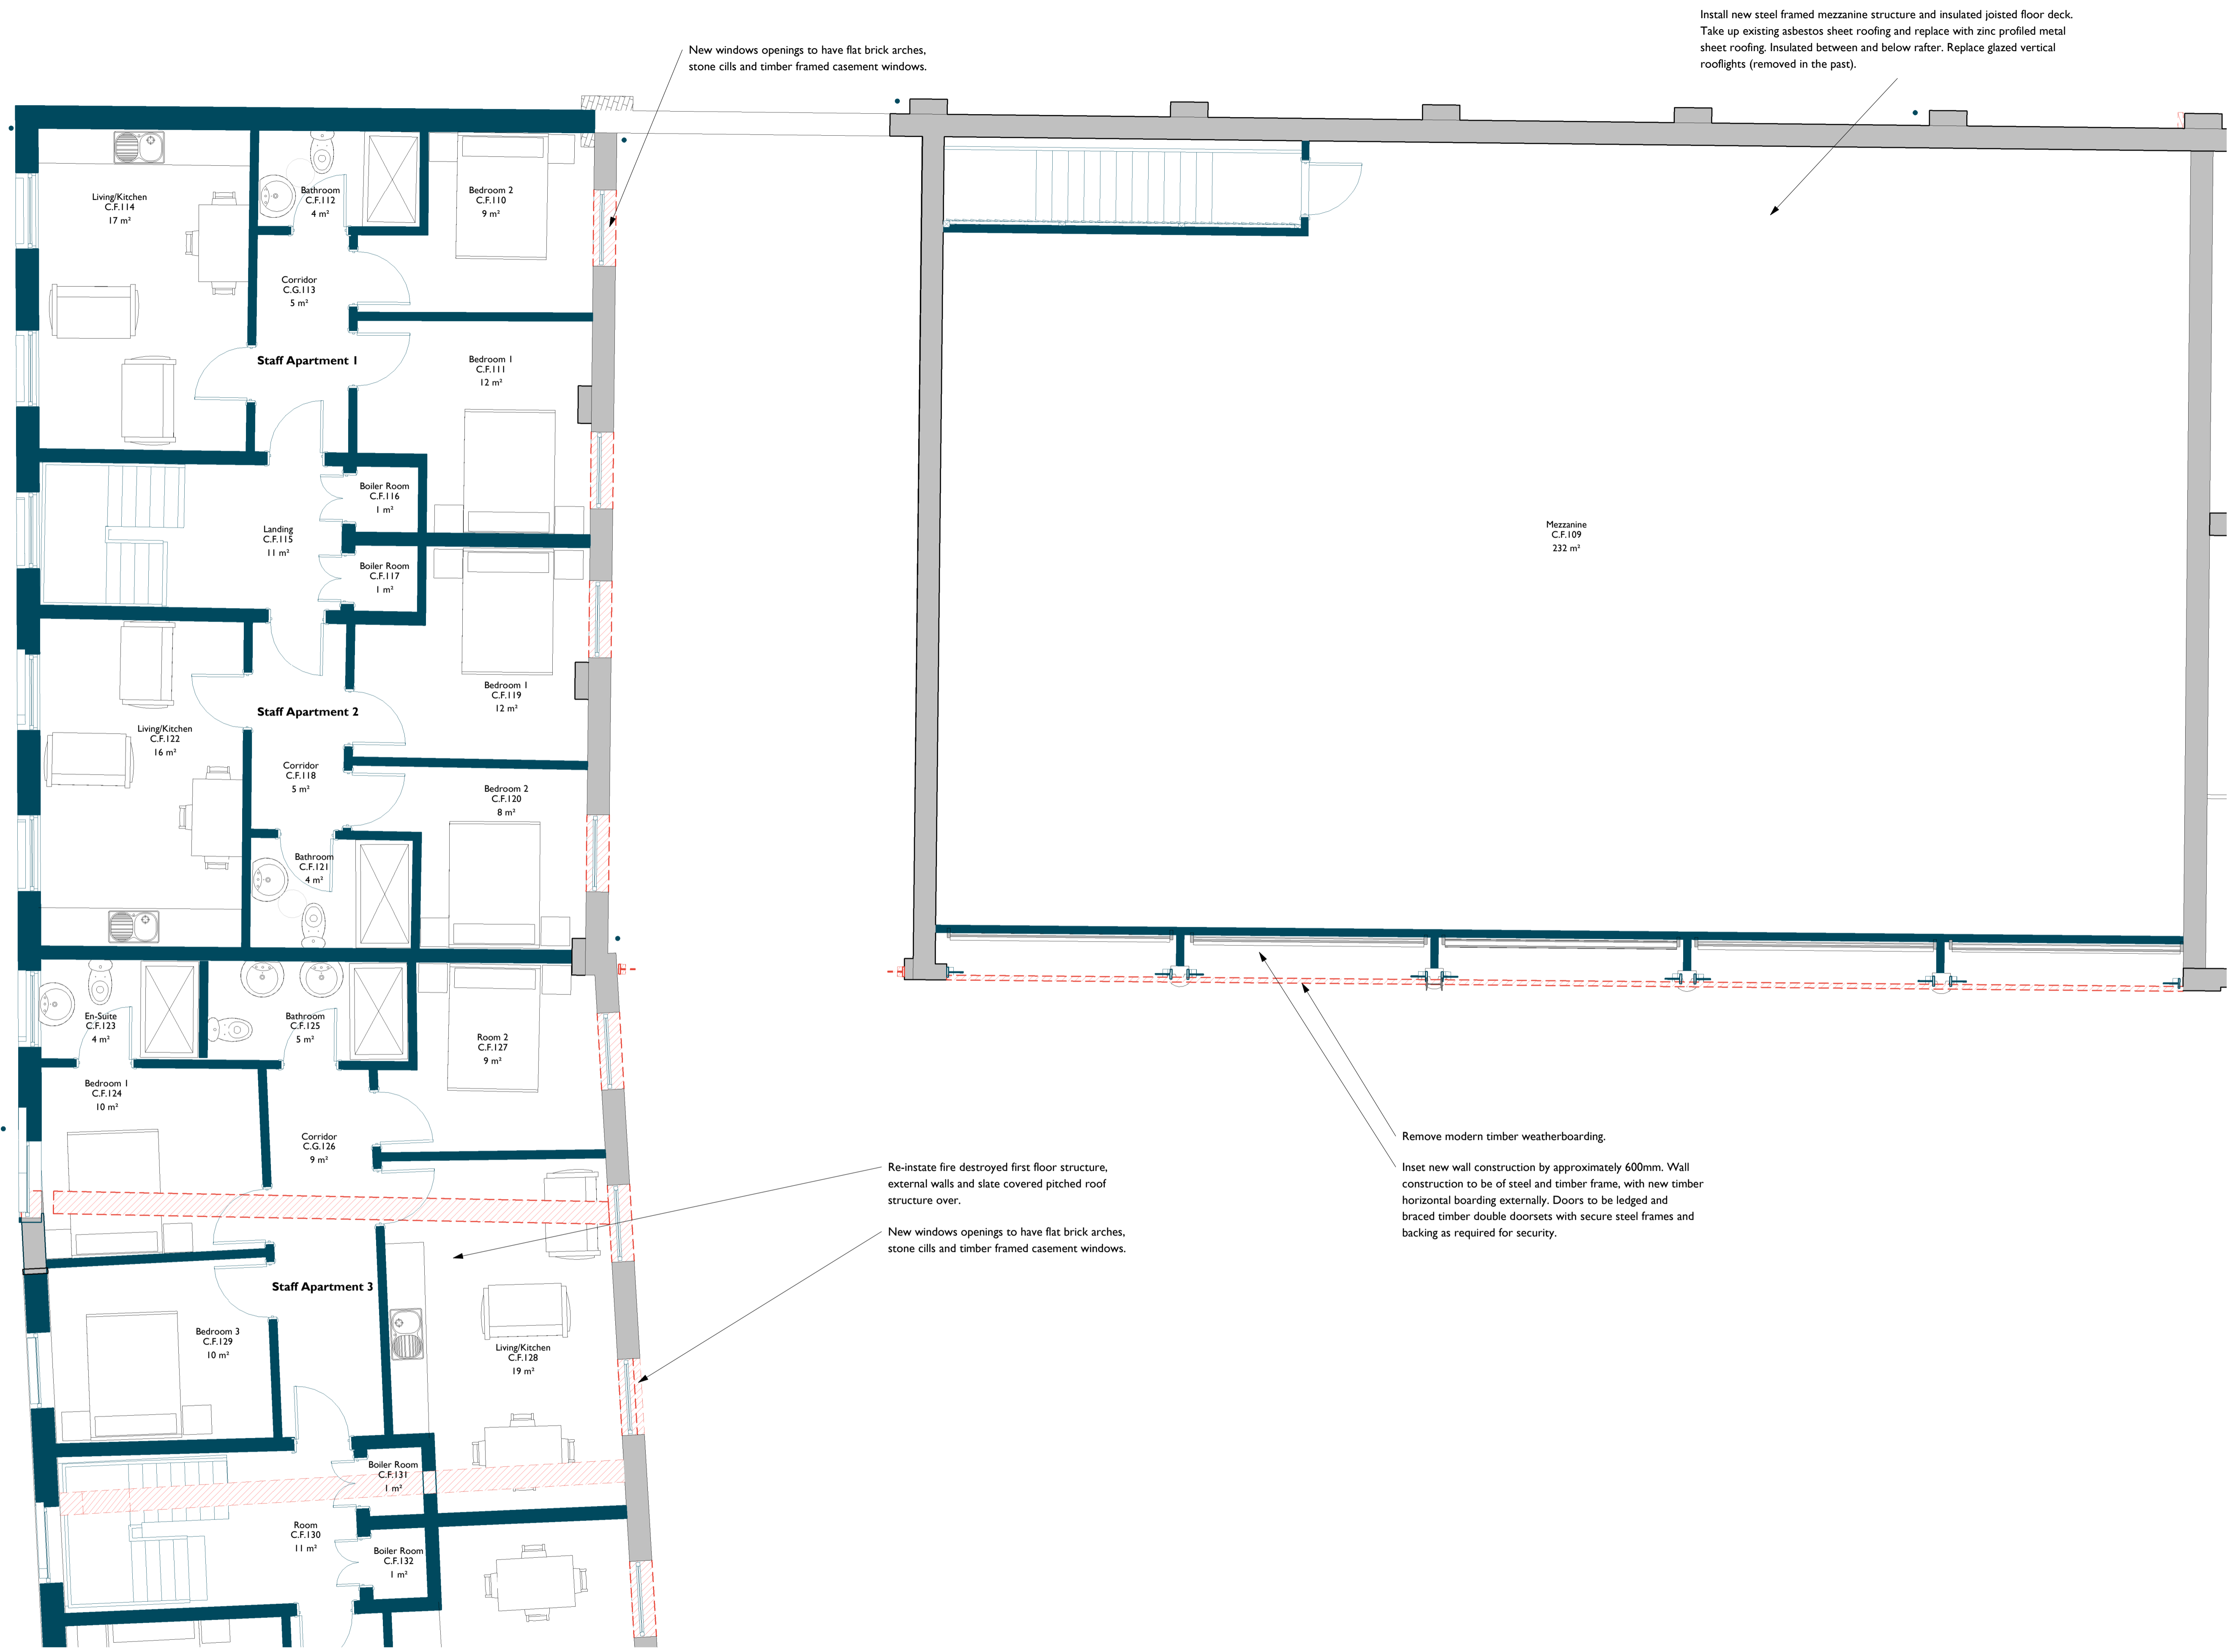 Install new steel framed mezzanine structure and insulated joisted floor deck.
Take up existing asbestos sheet roofing and replace with zinc profiled metal
sheet roofing. Insulated between and below rafter. Replace glazed vertical
rooflights (removed in the past).
New windows openings to have flat brick arches,
stone cills and timber framed casement windows.
Living/Kitchen
C.F.114
17 m²
Bathroom
C.F.112
4 m²
Bedroom 2
C.F.110
9 m²
Corridor
C.G.113
5 m²
Staff Apartment 1
Bedroom 1
C.F.111
12 m²
Boiler Room
C.F.116
1 m²
Landing
C.F.115
11 m²
Boiler Room
C.F.117
1 m²
Mezzanine
C.F.109
232 m²
Bedroom 1
C.F.119
12 m²
Staff Apartment 2
Living/Kitchen
C.F.122
16 m²
Corridor
C.F.118
5 m²
Bedroom 2
C.F.120
8 m²
Bathroom
C.F.121
4 m²
En-Suite
C.F.123
4 m²
Bathroom
C.F.125
5 m²
Room 2
C.F.127
9 m²
Bedroom 1
C.F.124
10 m²
Corridor
C.G.126
9 m²
Remove modern timber weatherboarding.
Inset new wall construction by approximately 600mm. Wall
construction to be of steel and timber frame, with new timber
horizontal boarding externally. Doors to be ledged and
braced timber double doorsets with secure steel frames and
backing as required for security.
Re-instate fire destroyed first floor structure,
external walls and slate covered pitched roof
structure over.
New windows openings to have flat brick arches,
stone cills and timber framed casement windows.
Staff Apartment 3
Bedroom 3
C.F.129
10 m²
Living/Kitchen
C.F.128
19 m²
Boiler Room
C.F.131
1 m²
Room
C.F.130
11 m²
Boiler Room
C.F.132
1 m²